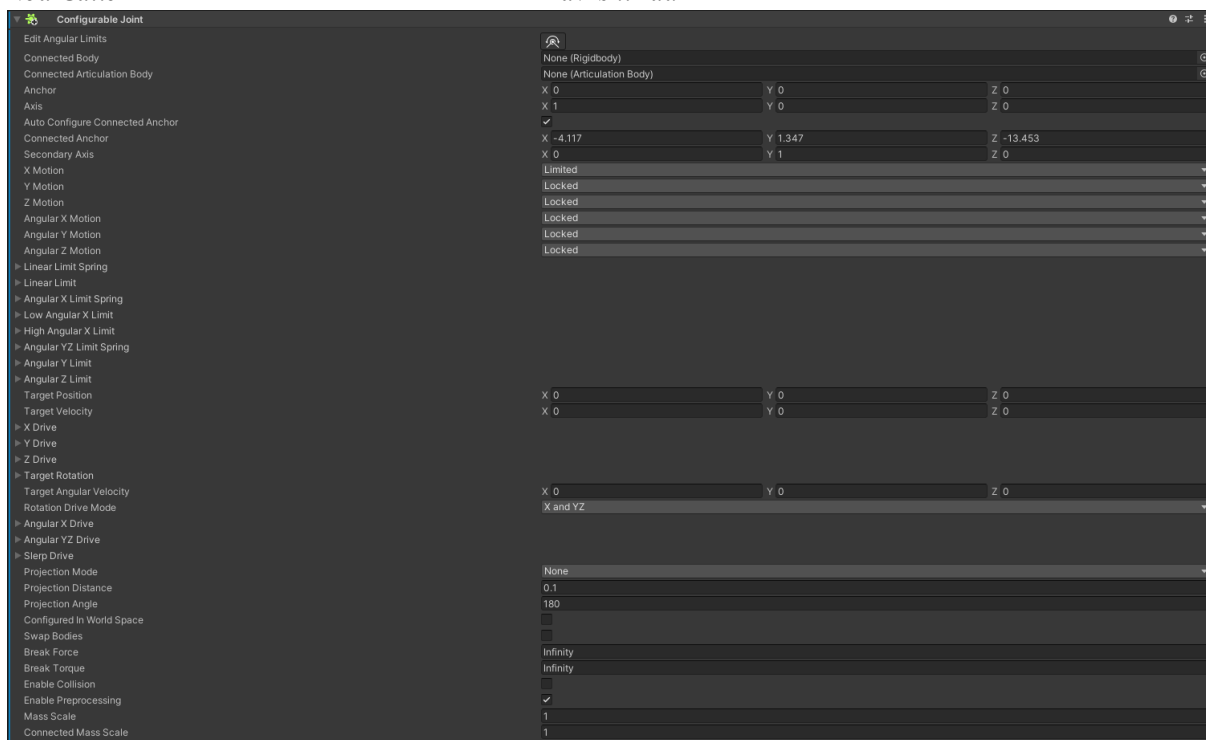 Configurable Joint
Edit Angular Limits
Connected Body None (Rigidbody)
Connected Articulation Body None (Articulation Body)
Anchor X 0 Y 0 Z 0
Axis X 1 Y 0 Z 0
Auto Configure Connected Anchor
Connected Anchor X -4.117 Y 1.347 Z -13.453
Secondary Axis X 0 Y 1 Z 0
X Motion Limited
Y Motion Locked
Z Motion Locked
Angular X Motion Locked
Angular Y Motion Locked
Angular Z Motion Locked
Linear Limit Spring
Linear Limit
Angular X Limit Spring
Low Angular X Limit
High Angular X Limit
Angular YZ Limit Spring
Angular Y Limit
Angular Z Limit
Target Position X 0 Y 0 Z 0
Target Velocity X 0 Y 0 Z 0
X Drive
Y Drive
Z Drive
Target Rotation
Target Angular Velocity X 0 Y 0 Z 0
Rotation Drive Mode X and YZ
Angular X Drive
Angular YZ Drive
Slerp Drive
Projection Mode None
Projection Distance 0.1
Projection Angle 180
Configured In World Space
Swap Bodies
Break Force Infinity
Break Torque Infinity
Enable Collision
Enable Preprocessing
Mass Scale 1
Connected Mass Scale 1